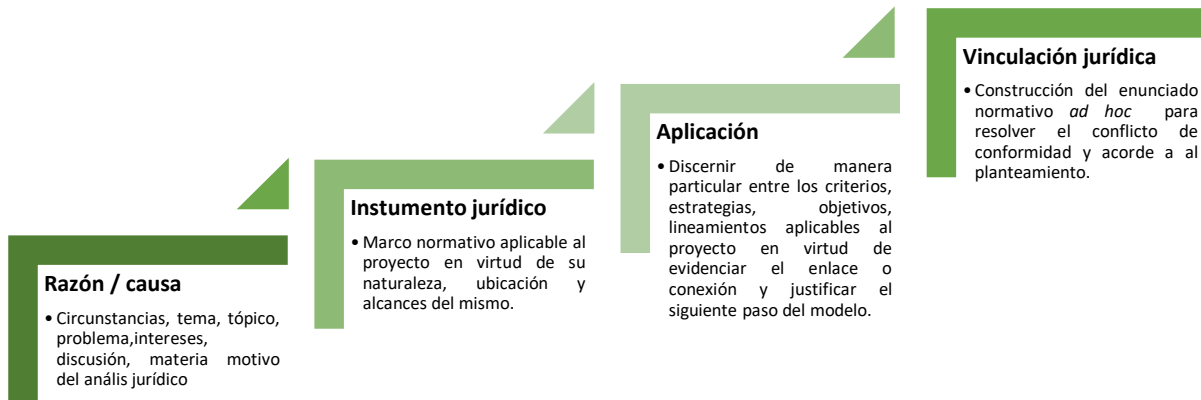 Razón / causa
• Circunstancias, tema, tópico,
problema,intereses,
discusión, materia motivo
del anális jurídico
Instumento jurídico
• Marco normativo aplicable al
proyecto en virtud de su
naturaleza, ubicación y
alcances del mismo.
Aplicación
• Discernir de manera
particular entre los criterios,
estrategias, objetivos,
lineamientos aplicables al
proyecto en virtud de
evidenciar el enlace o
conexión y justificar el
siguiente paso del modelo.
Vinculación jurídica
• Construcción del enunciado
normativo ad hoc para
resolver el conflicto de
conformidad y acorde a al
planteamiento.